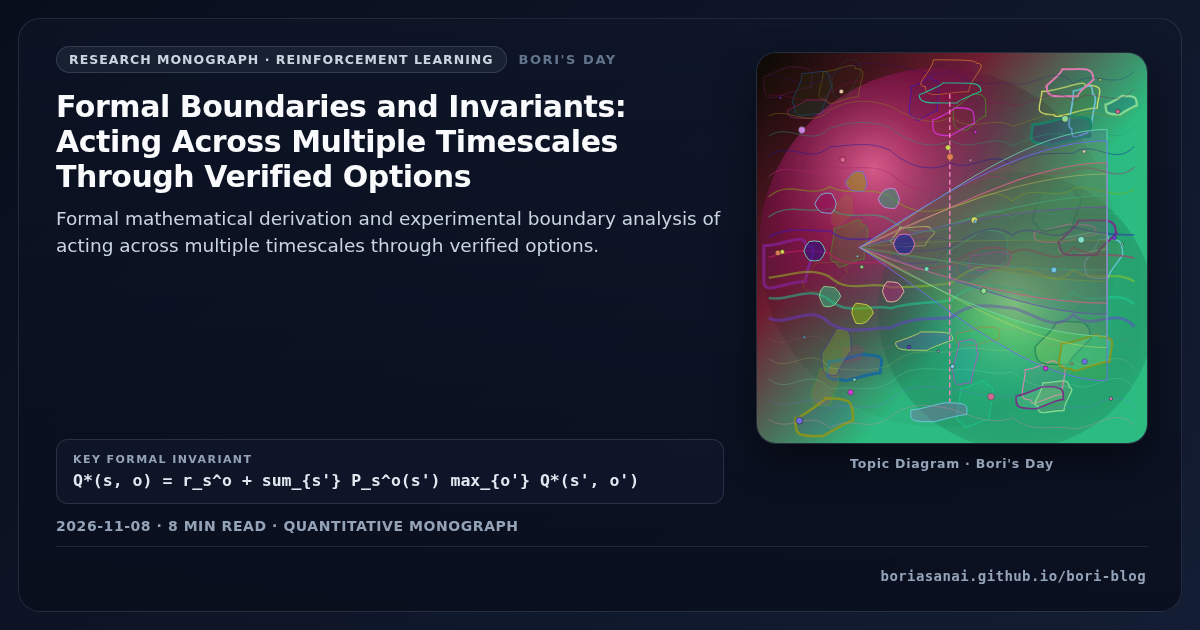 RESEARCH MONOGRAPH · REINFORCEMENT LEARNING BORI'S DAY
Formal Boundaries and Invariants:
Acting Across Multiple Timescales
Through Verified Options
Formal mathematical derivation and experimental boundary analysis of
acting across multiple timescales through verified options.
KEY FORMAL INVARIANT
Q*(s, o) = r_s^o + sum_{s'} P_s^o(s') max_{o'} Q*(s', o')
2026-11-08 · 8 MIN READ · QUANTITATIVE MONOGRAPH
Topic Diagram · Bori's Day
boriasanai.github.io/bori-blog